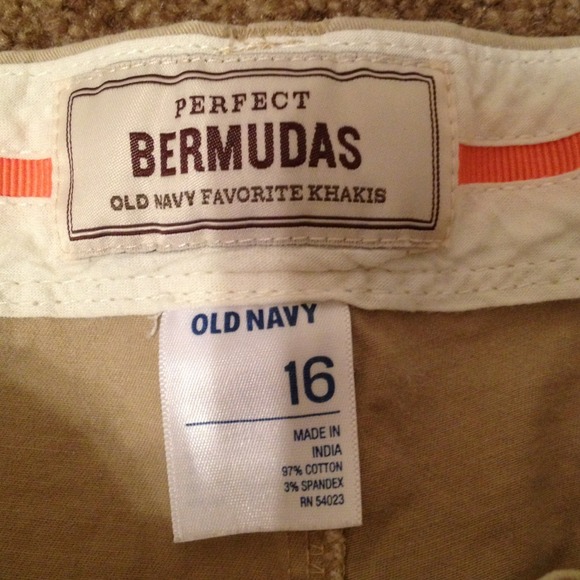 PERFECT
BERMUDAS
OLD NAVY FAVORITE KHAKIS
OLD NAVY
16
MADE IN
INDIA
97% COTTON
3% SPANDEX
RN 54023